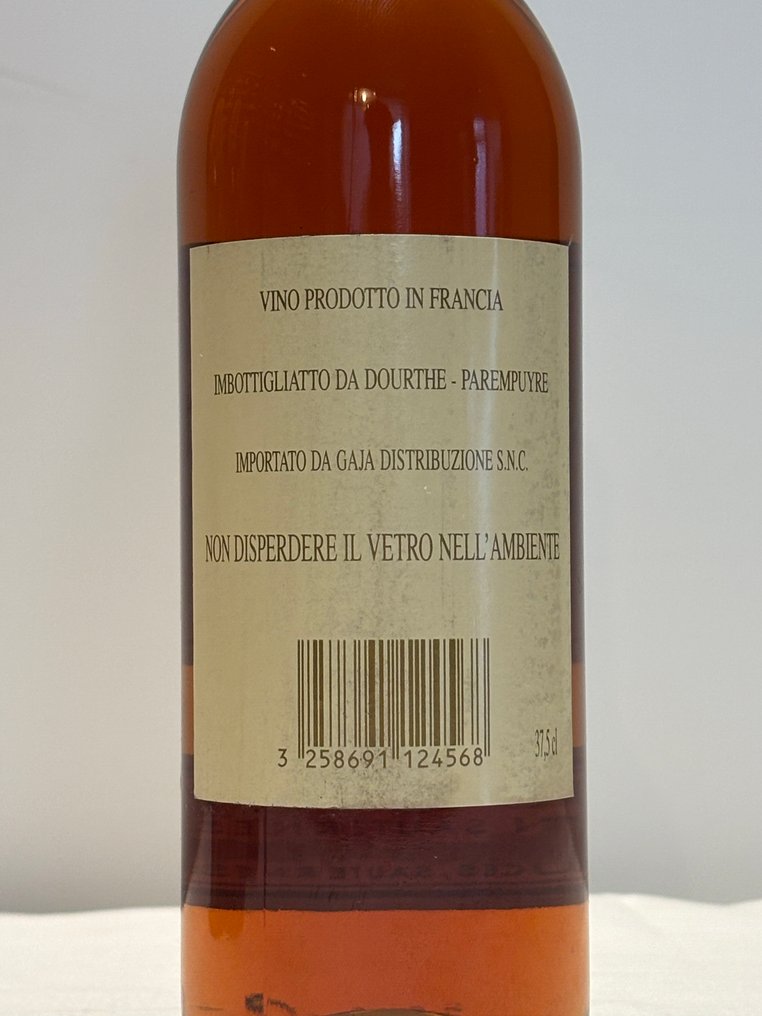 VINO PRODOTTO IN FRANCIA
IMBOTTIGLIATTO DA DOURTHE - PAREMPUYRE
IMPORTATO DA GAJA DISTRIBUZIONE S.N.C.
NON DISPERDERE IL VETRO NELL'AMBIENTE
37,5 cl
3 258691 124568